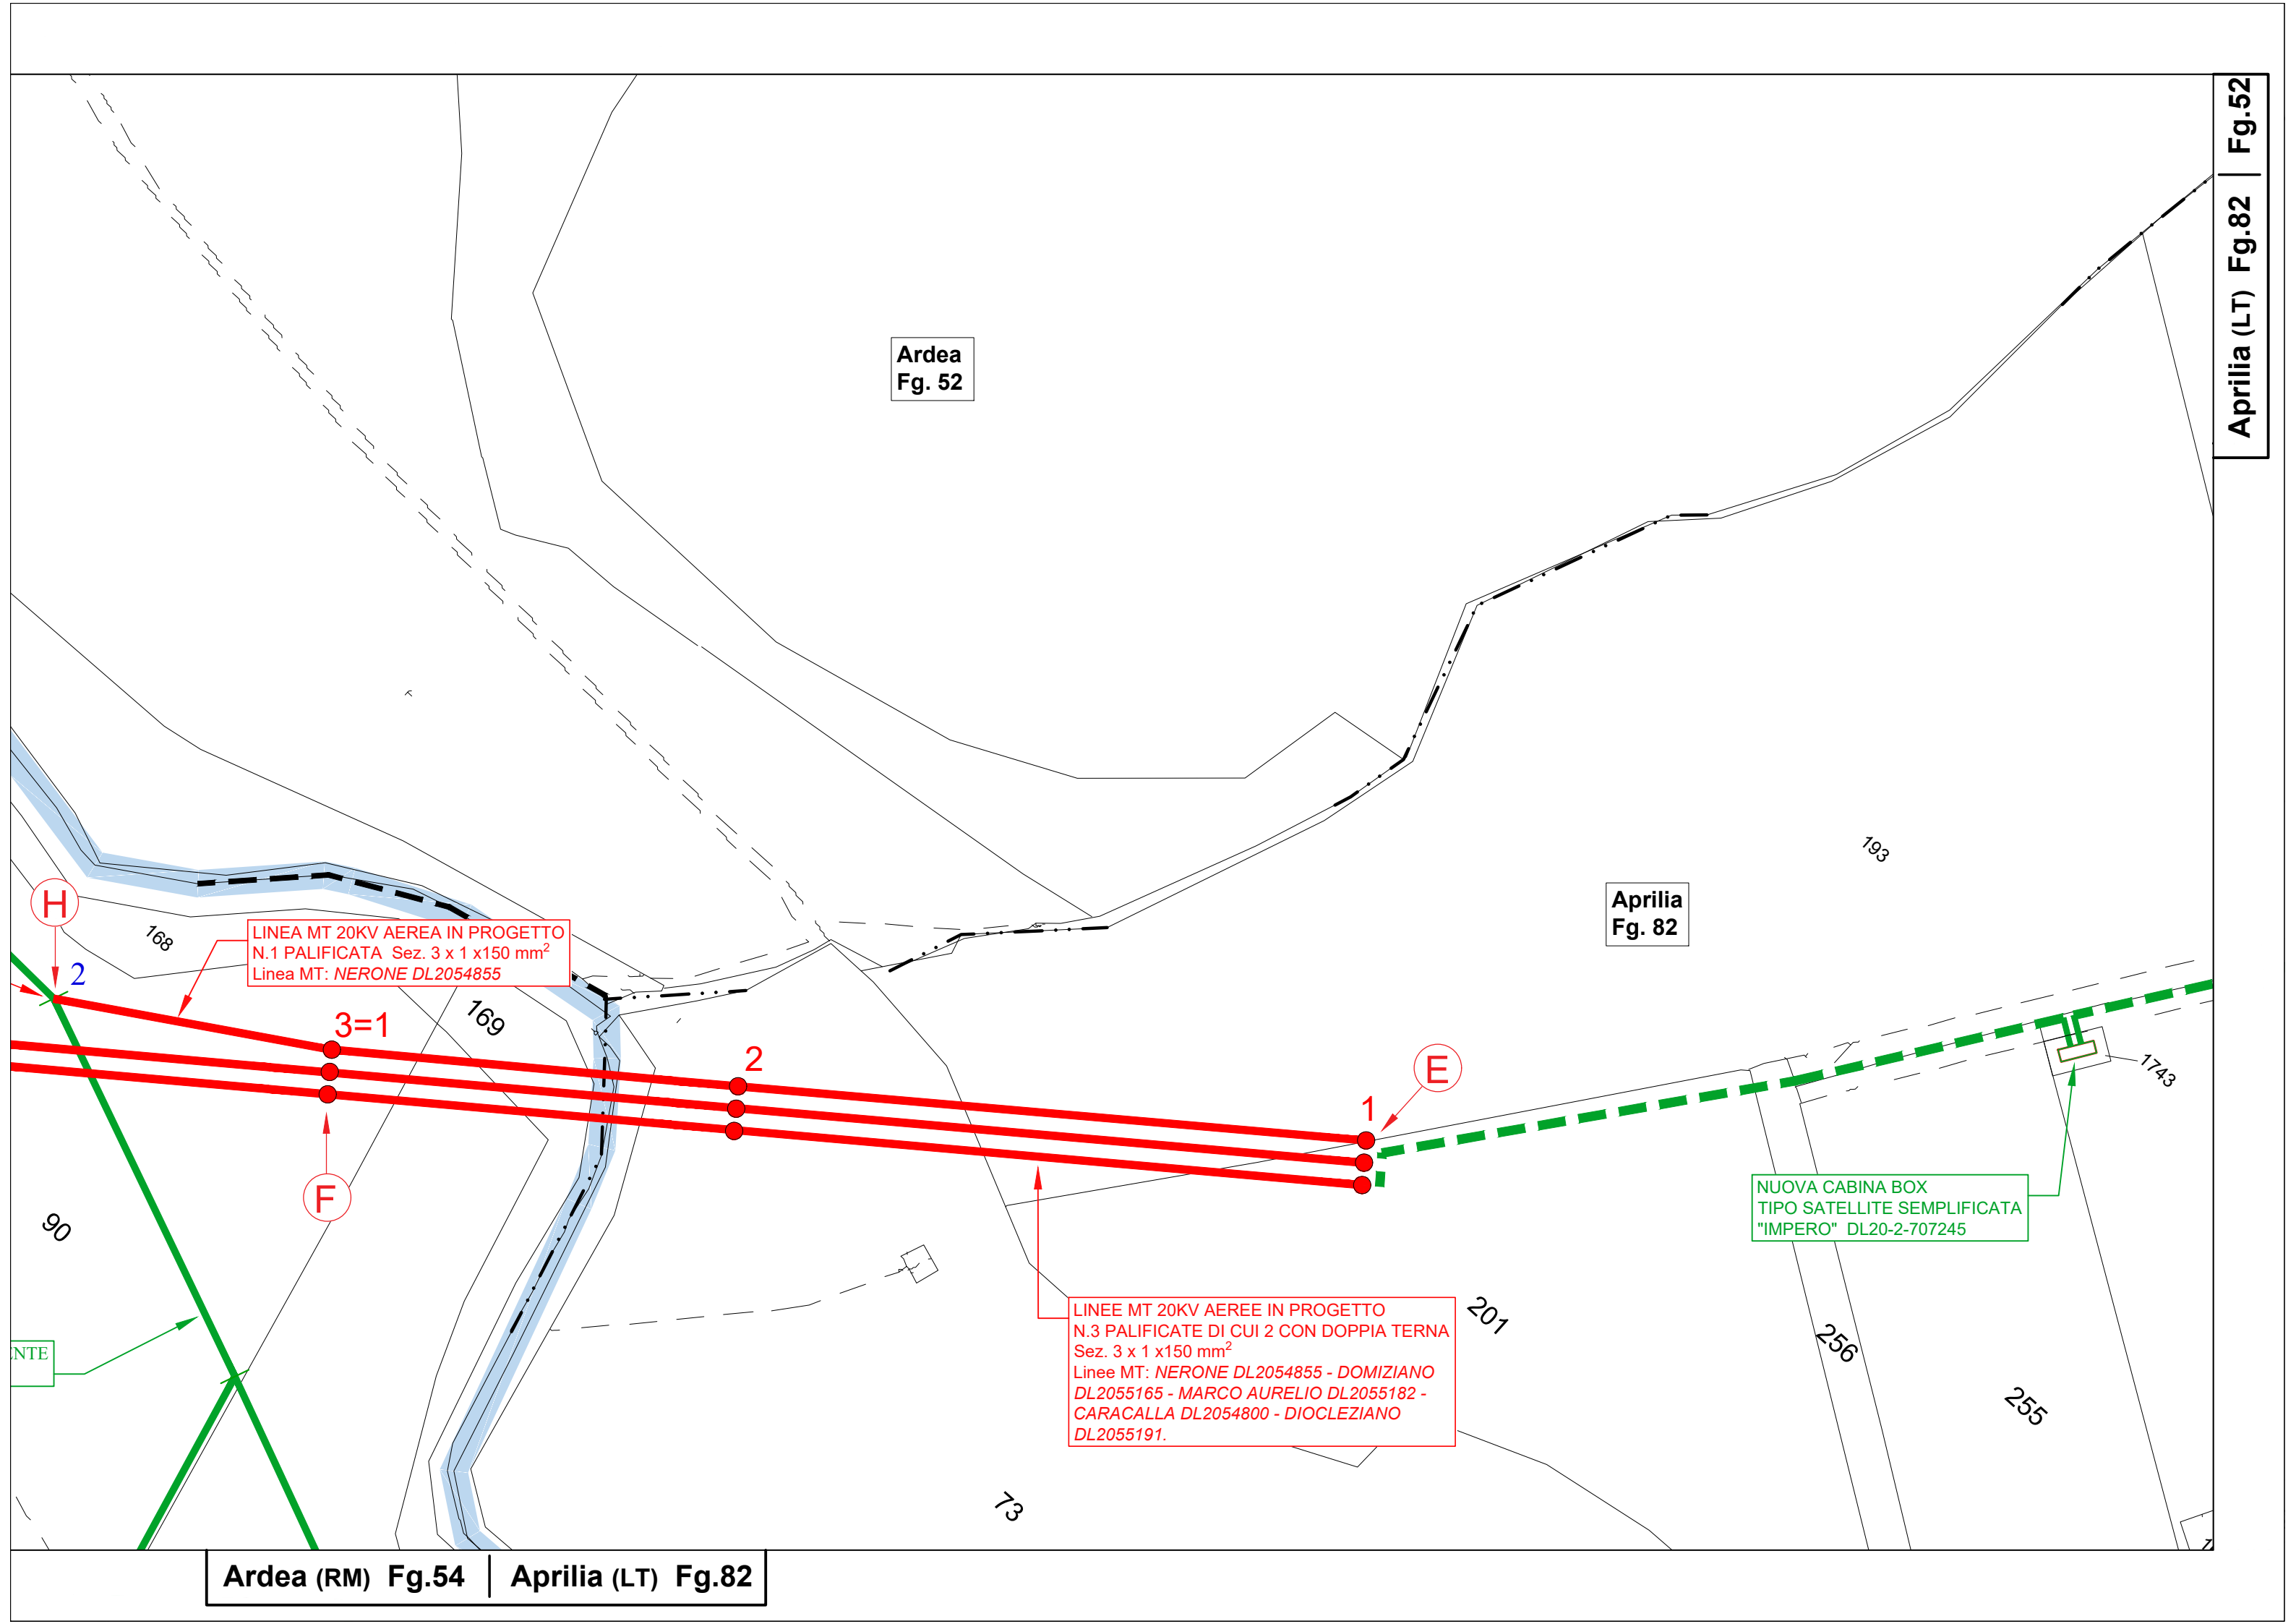 Fg.52
Aprilia (LT) Fg.82
Ardea
Fg. 52
193
Aprilia
Fg. 82
H
168
LINEA MT 20KV AEREA IN PROGETTO
N.1 PALIFICATA Sez. 3 x 1 x150 mm²
Linea MT: NERONE DL2054855
2
169
3=1
2
E
1
1743
F
90
NUOVA CABINA BOX
TIPO SATELLITE SEMPLIFICATA
"IMPERO" DL20-2-707245
LINEE MT 20KV AEREE IN PROGETTO
N.3 PALIFICATE DI CUI 2 CON DOPPIA TERNA
Sez. 3 x 1 x150 mm²
Linee MT: NERONE DL2054855 - DOMIZIANO
DL2055165 - MARCO AURELIO DL2055182 -
CARACALLA DL2054800 - DIOCLEZIANO
DL2055191.
201
256
255
73
Ardea (RM) Fg.54 | Aprilia (LT) Fg.82